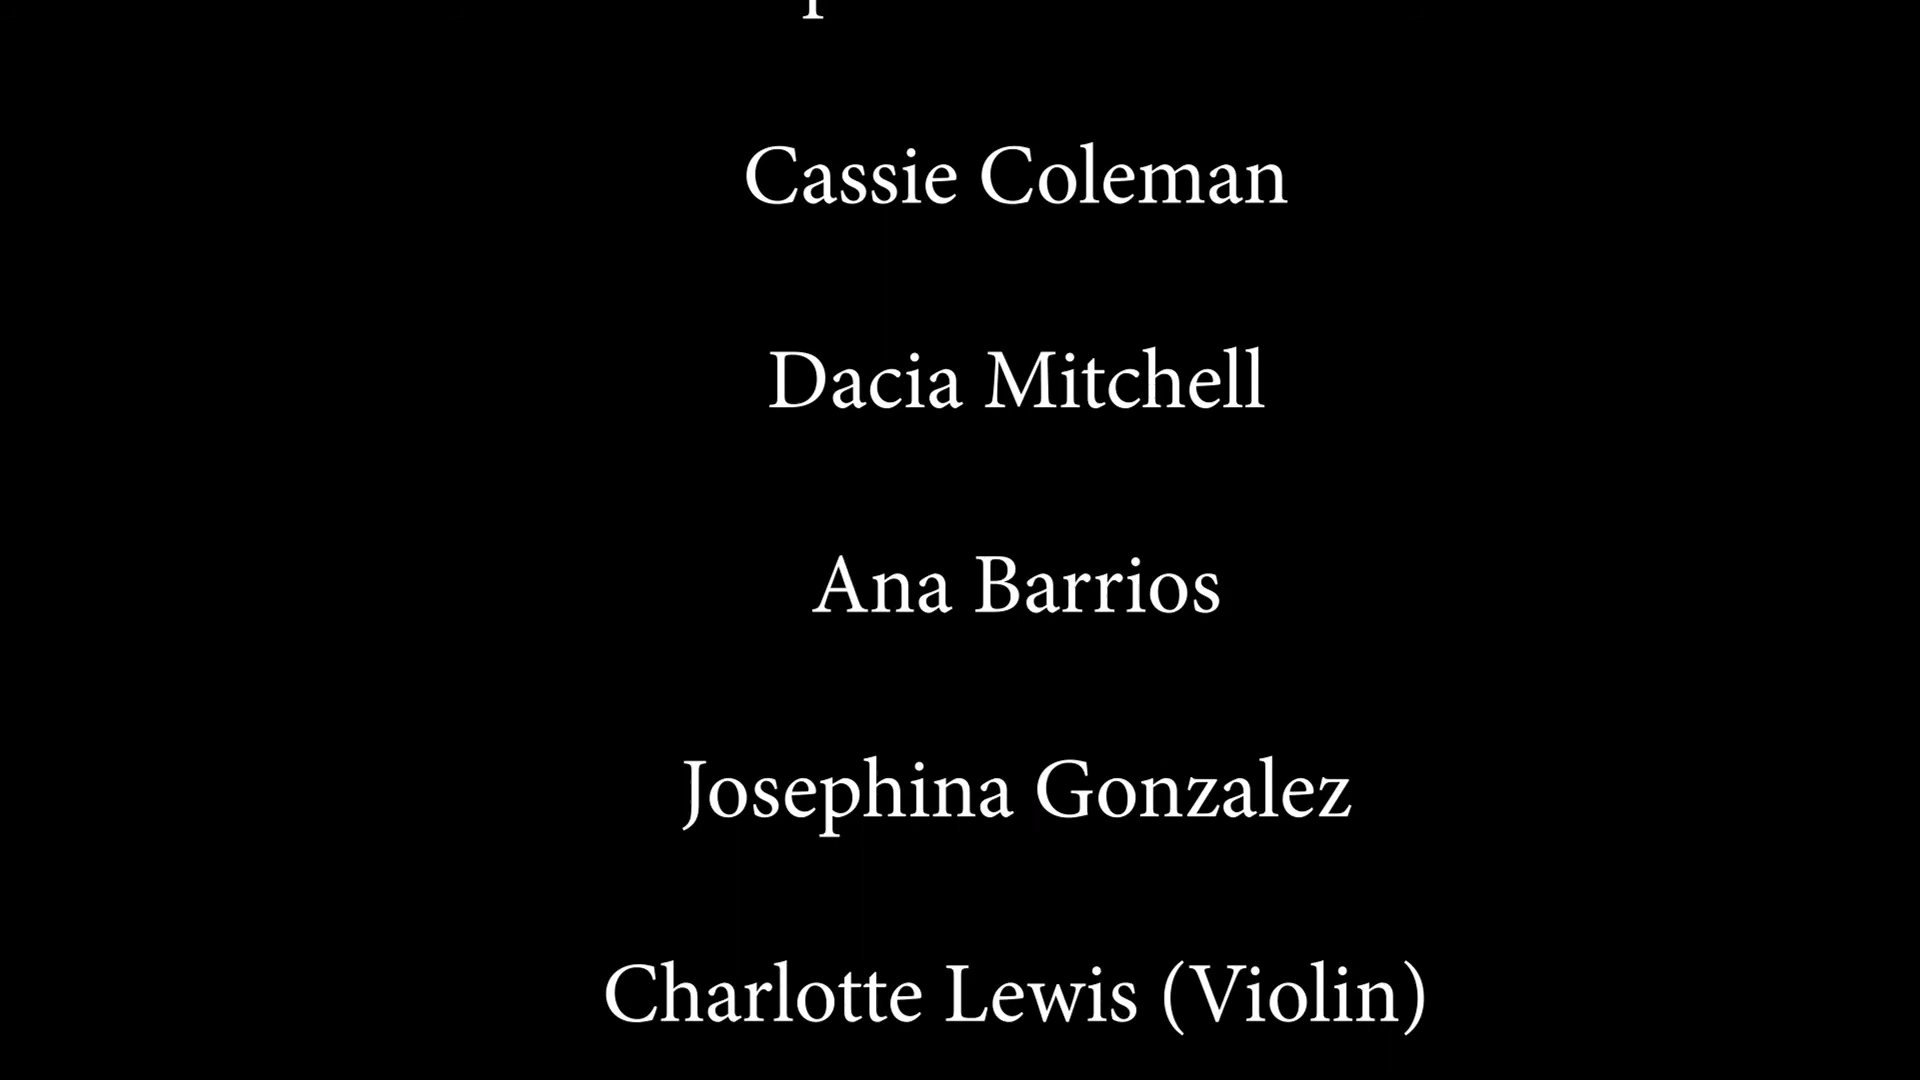 Cassie Coleman
Dacia Mitchell
Ana Barrios
Josephina Gonzalez
Charlotte Lewis (Violin)